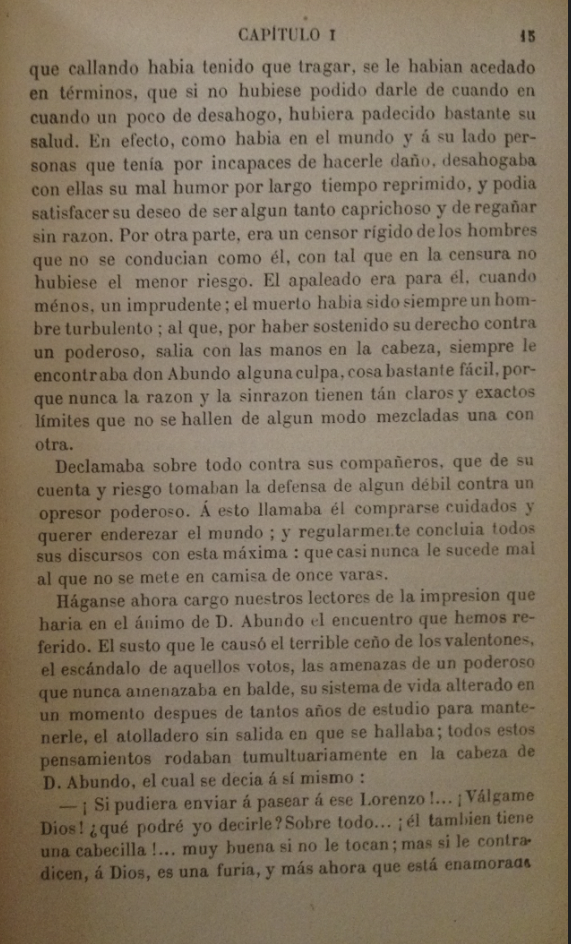 CAPÍTULO I 15
que callando habia tenido que tragar, se le habian acedado
en términos, que si no hubiese podido darle de cuando en
cuando un poco de desahogo, hubiera padecido bastante su
salud. En efecto, como habia en el mundo y á su lado per-
sonas que tenía por incapaces de hacerle daño, desahogaba
con ellas su mal humor por largo tiempo reprimido, y podia
satisfacer su deseo de ser algun tanto caprichoso y de regañar
sin razon. Por otra parte, era un censor rígido de los hombres
que no se conducian como él, con tal que en la censura no
hubiese el menor riesgo. El apaleado era para él, cuando
ménos, un imprudente ; el muerto habia sido siempre un hom-
bre turbulento ; al que, por haber sostenido su derecho contra
un poderoso, salia con las manos en la cabeza, siempre le
encontraba don Abundo alguna culpa, cosa bastante fácil, por-
que nunca la razon y la sinrazon tienen tán claros y exactos
límites que no se hallen de algun modo mezcladas una con
otra.
Declamaba sobre todo contra sus compañeros, que de su
cuenta y riesgo tomaban la defensa de algun débil contra un
opresor poderoso. Á esto llamaba él comprarse cuidados y
querer enderezar el mundo ; y regularmente concluia todos
sus discursos con esta máxima : que casi nunca le sucede mal
al que no se mete en camisa de once varas.
Háganse ahora cargo nuestros lectores de la impresion que
haria en el ánimo de D. Abundo el encuentro que hemos re-
ferido. El susto que le causó el terrible ceño de los valentones,
el escándalo de aquellos votos, las amenazas de un poderoso
que nunca amenazaba en balde, su sistema de vida alterado en
un momento despues de tantos años de estudio para mante-
nerle, el atolladero sin salida en que se hallaba ; todos estos
pensamientos rodaban tumultuariamente en la cabeza de
D. Abundo, el cual se decia á sí mismo :
— ¡ Si pudiera enviar á pasear á ese Lorenzo !... ¡ Válgame
Dios! ¿qué podré yo decirle? Sobre todo... ¡ él tambien tiene
una cabecilla !... muy buena si no le tocan ; mas si le contra-
dicen, á Dios, es una furia, y más ahora que está enamorada